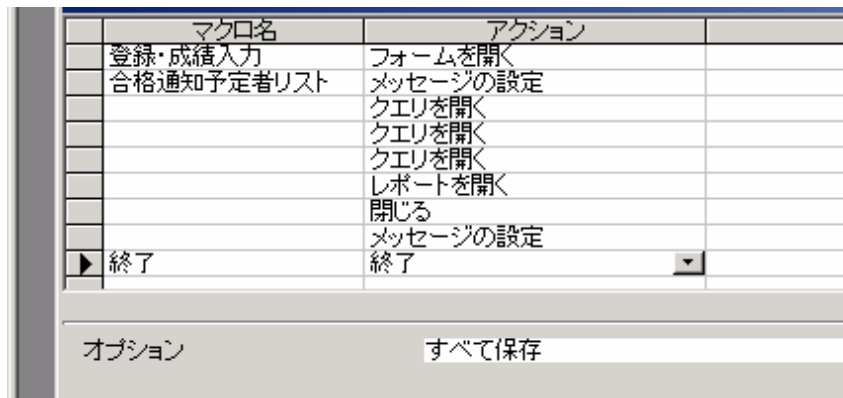 マクロ名 アクション
登録・成績入力 フォームを開く
合格通知予定者リスト メッセージの設定
クエリを開く
クエリを開く
クエリを開く
レポートを開く
閉じる
メッセージの設定
終了 終了
オプション すべて保存